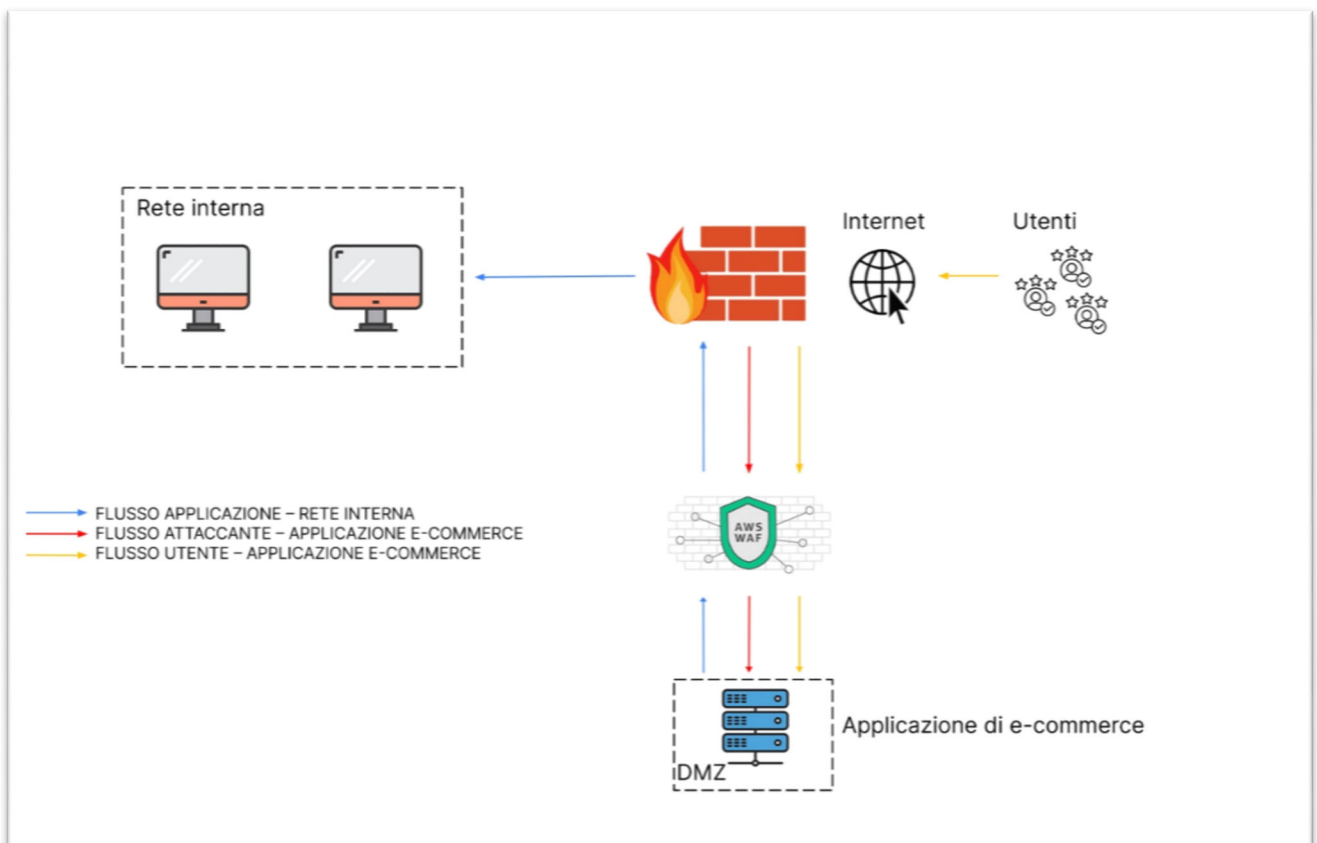 Rete interna
Internet
Utenti
FLUSSO APPLICAZIONE – RETE INTERNA
FLUSSO ATTACCANTE – APPLICAZIONE E-COMMERCE
FLUSSO UTENTE – APPLICAZIONE E-COMMERCE
AWS
WAF
Applicazione di e-commerce
DMZ